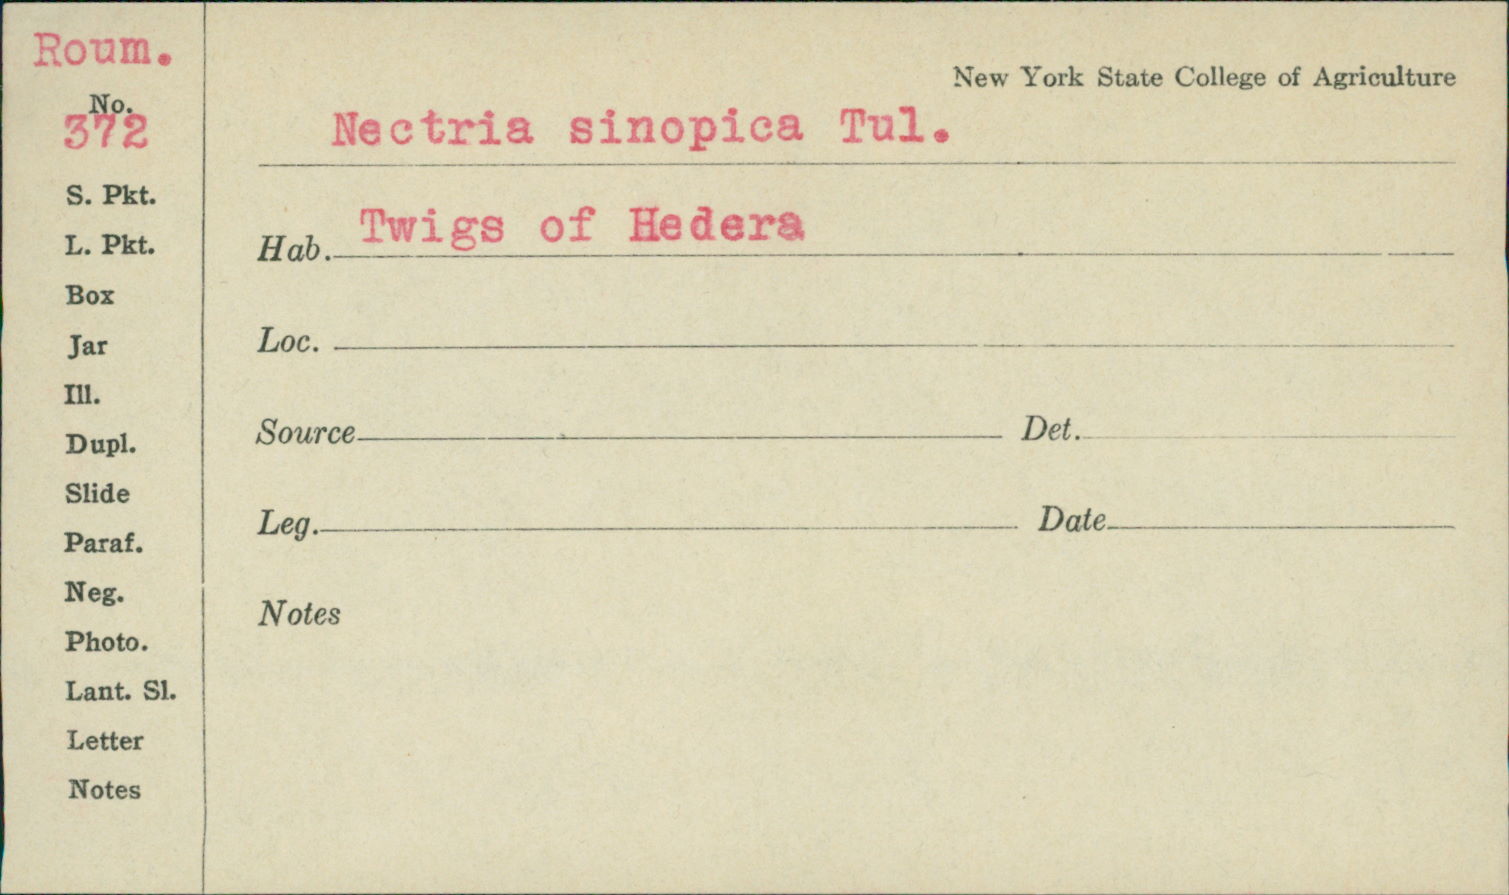 Roum.
No.
372
S. Pkt.
L. Pkt.
Box
Jar
Ill.
Dupl.
Slide
Paraf.
Neg.
Photo.
Lant. Sl.
Letter
Notes
New York State College of Agriculture
Nectria sinopica Tul.
Hab. Twigs of Hedera
Loc.
Source Det.
Leg. Date
Notes